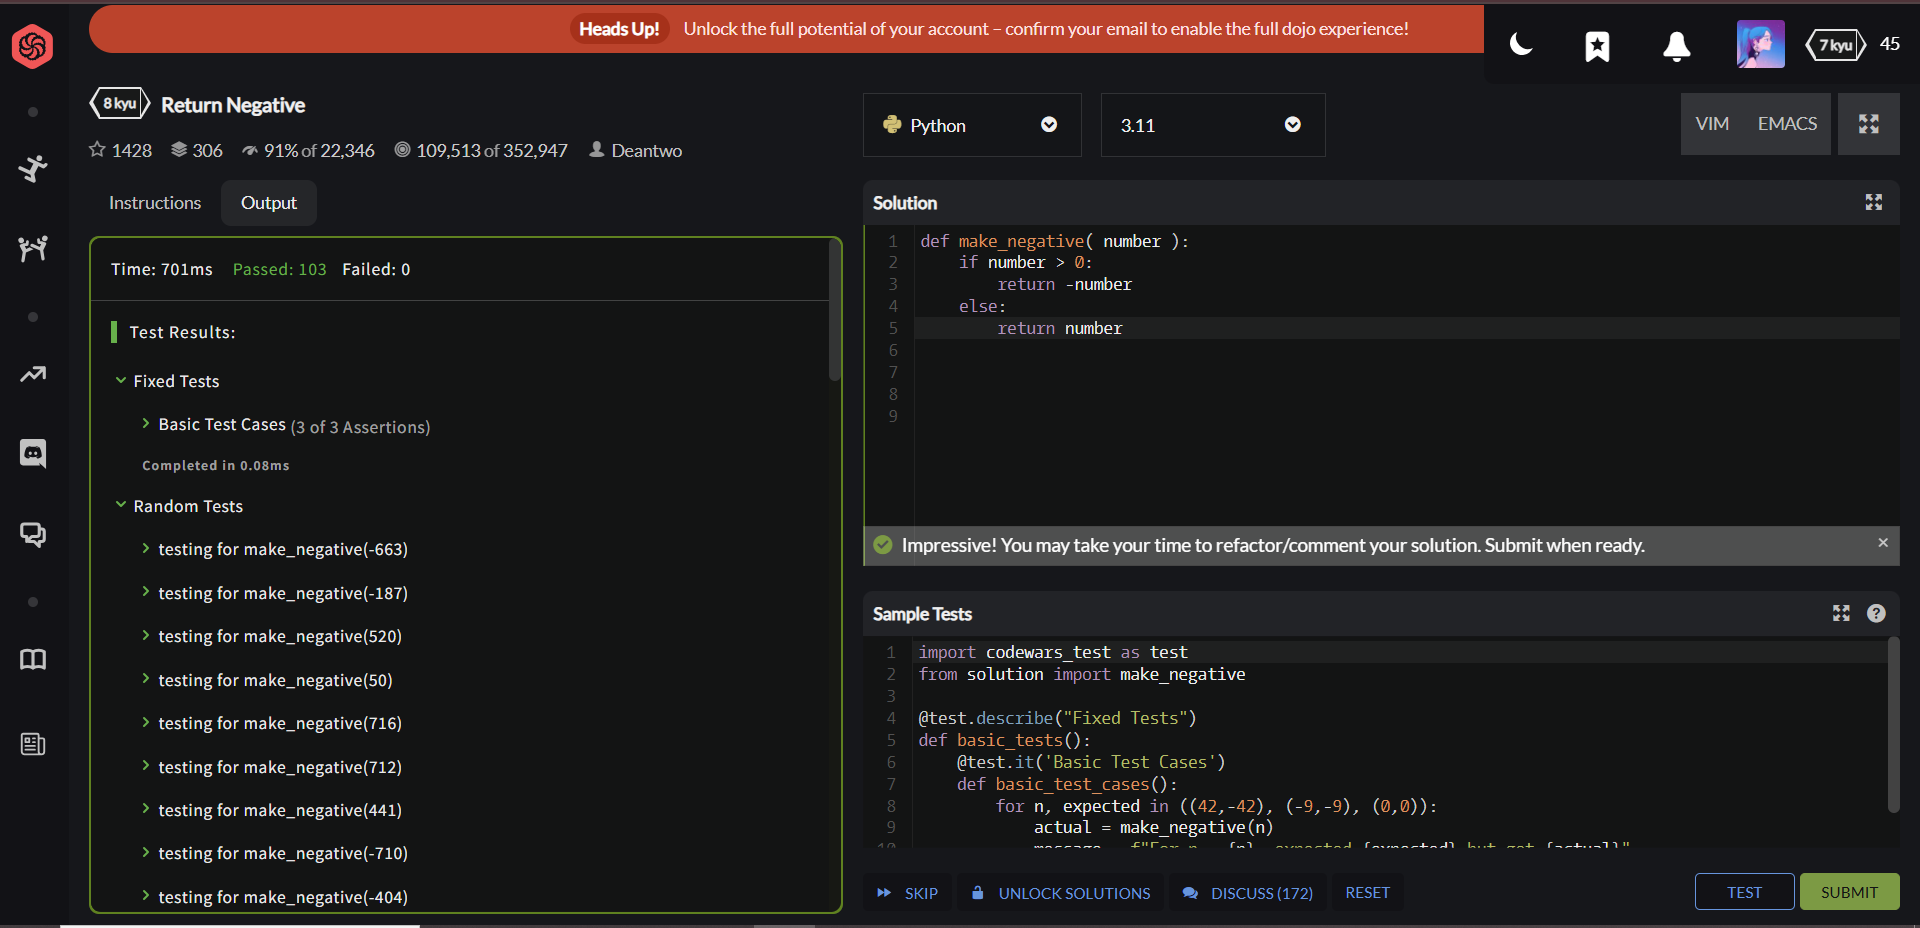 Heads Up! Unlock the full potential of your account – confirm your email to enable the full dojo experience!
7 kyu 45
8 kyu Return Negative
1428 306 91% of 22,346 109,513 of 352,947 Deantwo
Python 3.11 VIM EMACS
Instructions Output
Time: 701ms Passed: 103 Failed: 0
Test Results:
Fixed Tests
Basic Test Cases (3 of 3 Assertions)
Completed in 0.08ms
Random Tests
testing for make_negative(-663)
testing for make_negative(-187)
testing for make_negative(520)
testing for make_negative(50)
testing for make_negative(716)
testing for make_negative(712)
testing for make_negative(441)
testing for make_negative(-710)
testing for make_negative(-404)
Solution
1 def make_negative( number ):
2     if number > 0:
3         return -number
4     else:
5         return number
6
7
8
9
Impressive! You may take your time to refactor/comment your solution. Submit when ready.
Sample Tests
1 import codewars_test as test
2 from solution import make_negative
3
4 @test.describe("Fixed Tests")
5 def basic_tests():
6     @test.it('Basic Test Cases')
7     def basic_test_cases():
8         for n, expected in ((42,-42), (-9,-9), (0,0)):
9             actual = make_negative(n)
SKIP UNLOCK SOLUTIONS DISCUSS (172) RESET TEST SUBMIT